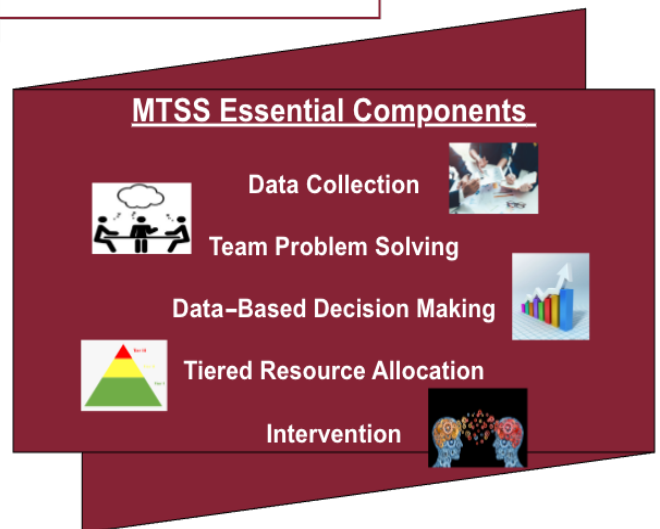 MTSS Essential Components
Data Collection
Team Problem Solving
Data-Based Decision Making
Tiered Resource Allocation
Intervention